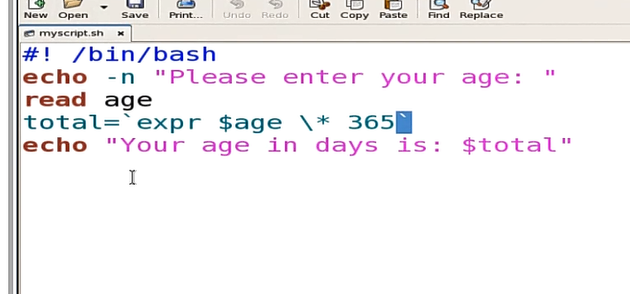 New Open Save Print... Undo Redo Cut Copy Paste Find Replace
myscript.sh ×
#! /bin/bash
echo -n "Please enter your age: "
read age
total=`expr $age \* 365`
echo "Your age in days is: $total"